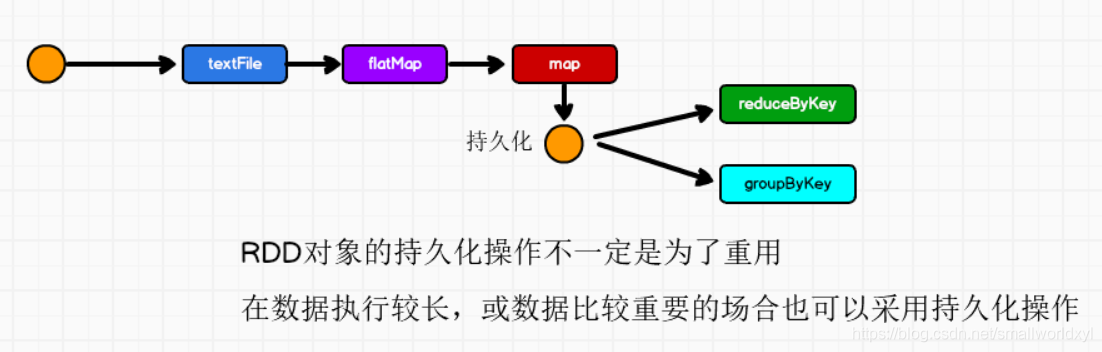 textFile
flatMap
map
reduceByKey
持久化
groupByKey
RDD对象的持久化操作不一定是为了重用
在数据执行较长，或数据比较重要的场合也可以采用持久化操作
https://blog.csdn.net/smallworldxyl